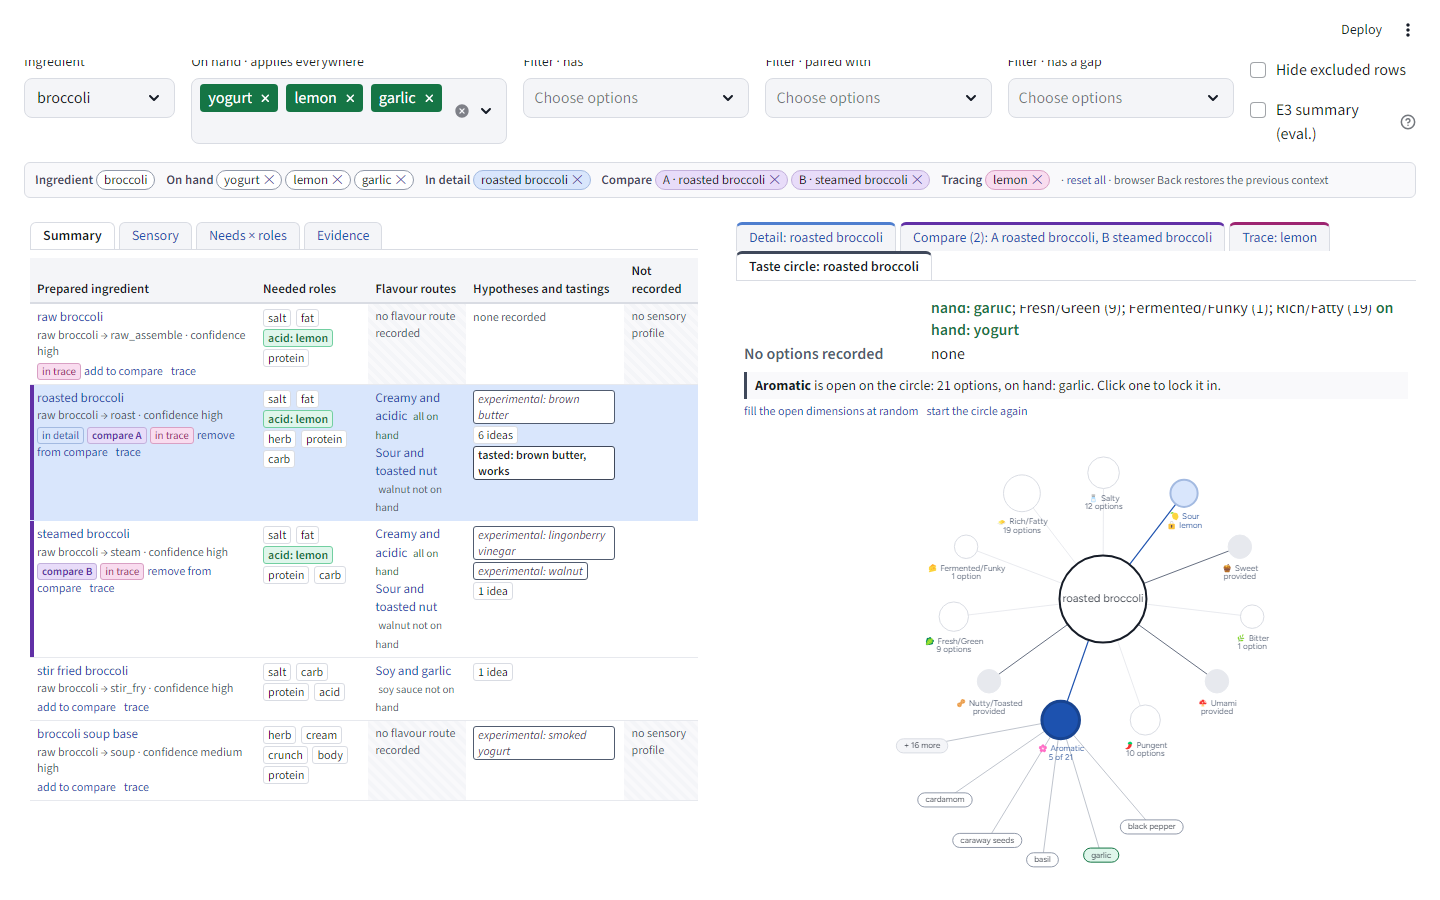 Deploy
Ingredient
On hand · applies everywhere
Filter · has
Filter · paired with
Filter · has a gap
broccoli
yogurt ×
lemon ×
garlic ×
Choose options
Choose options
Choose options
Hide excluded rows
E3 summary
(eval.)
Ingredient broccoli On hand yogurt × lemon × garlic × In detail roasted broccoli × Compare A · roasted broccoli × B · steamed broccoli × Tracing lemon × · reset all · browser Back restores the previous context
Summary
Sensory
Needs × roles
Evidence
Prepared ingredient
Needed roles
Flavour routes
Hypotheses and tastings
Not
recorded
raw broccoli
raw broccoli → raw_assemble · confidence
high
in trace add to compare trace
salt fat
acid: lemon
protein
no flavour route
recorded
none recorded
no sensory
profile
roasted broccoli
raw broccoli → roast · confidence high
in detail compare A in trace remove
from compare trace
salt fat
acid: lemon
herb protein
carb
Creamy and
acidic all on
hand
Sour and
toasted nut
walnut not on
hand
experimental: brown
butter
6 ideas
tasted: brown butter,
works
steamed broccoli
raw broccoli → steam · confidence high
compare B in trace remove from
compare trace
salt fat
acid: lemon
protein carb
Creamy and
acidic all on
hand
Sour and
toasted nut
walnut not on
hand
experimental: lingonberry
vinegar
experimental: walnut
1 idea
stir fried broccoli
raw broccoli → stir_fry · confidence high
add to compare trace
salt carb
protein acid
Soy and garlic
soy sauce not on
hand
1 idea
broccoli soup base
raw broccoli → soup · confidence medium
high
add to compare trace
herb cream
crunch body
protein
no flavour route
recorded
experimental: smoked
yogurt
no sensory
profile
Detail: roasted broccoli
Compare (2): A roasted broccoli, B steamed broccoli
Trace: lemon
Taste circle: roasted broccoli
hand: garlic; Fresh/Green (9); Fermented/Funky (1); Rich/Fatty (19) on
hand: yogurt
No options recorded none
Aromatic is open on the circle: 21 options, on hand: garlic. Click one to lock it in.
fill the open dimensions at random start the circle again
Salty
12 options
Rich/Fatty
19 options
Sour
lemon
Fermented/Funky
1 option
Sweet
provided
roasted broccoli
Fresh/Green
9 options
Bitter
1 option
Nutty/Toasted
provided
Umami
provided
Aromatic
5 of 21
Pungent
10 options
+ 16 more
cardamom
caraway seeds
basil
garlic
black pepper